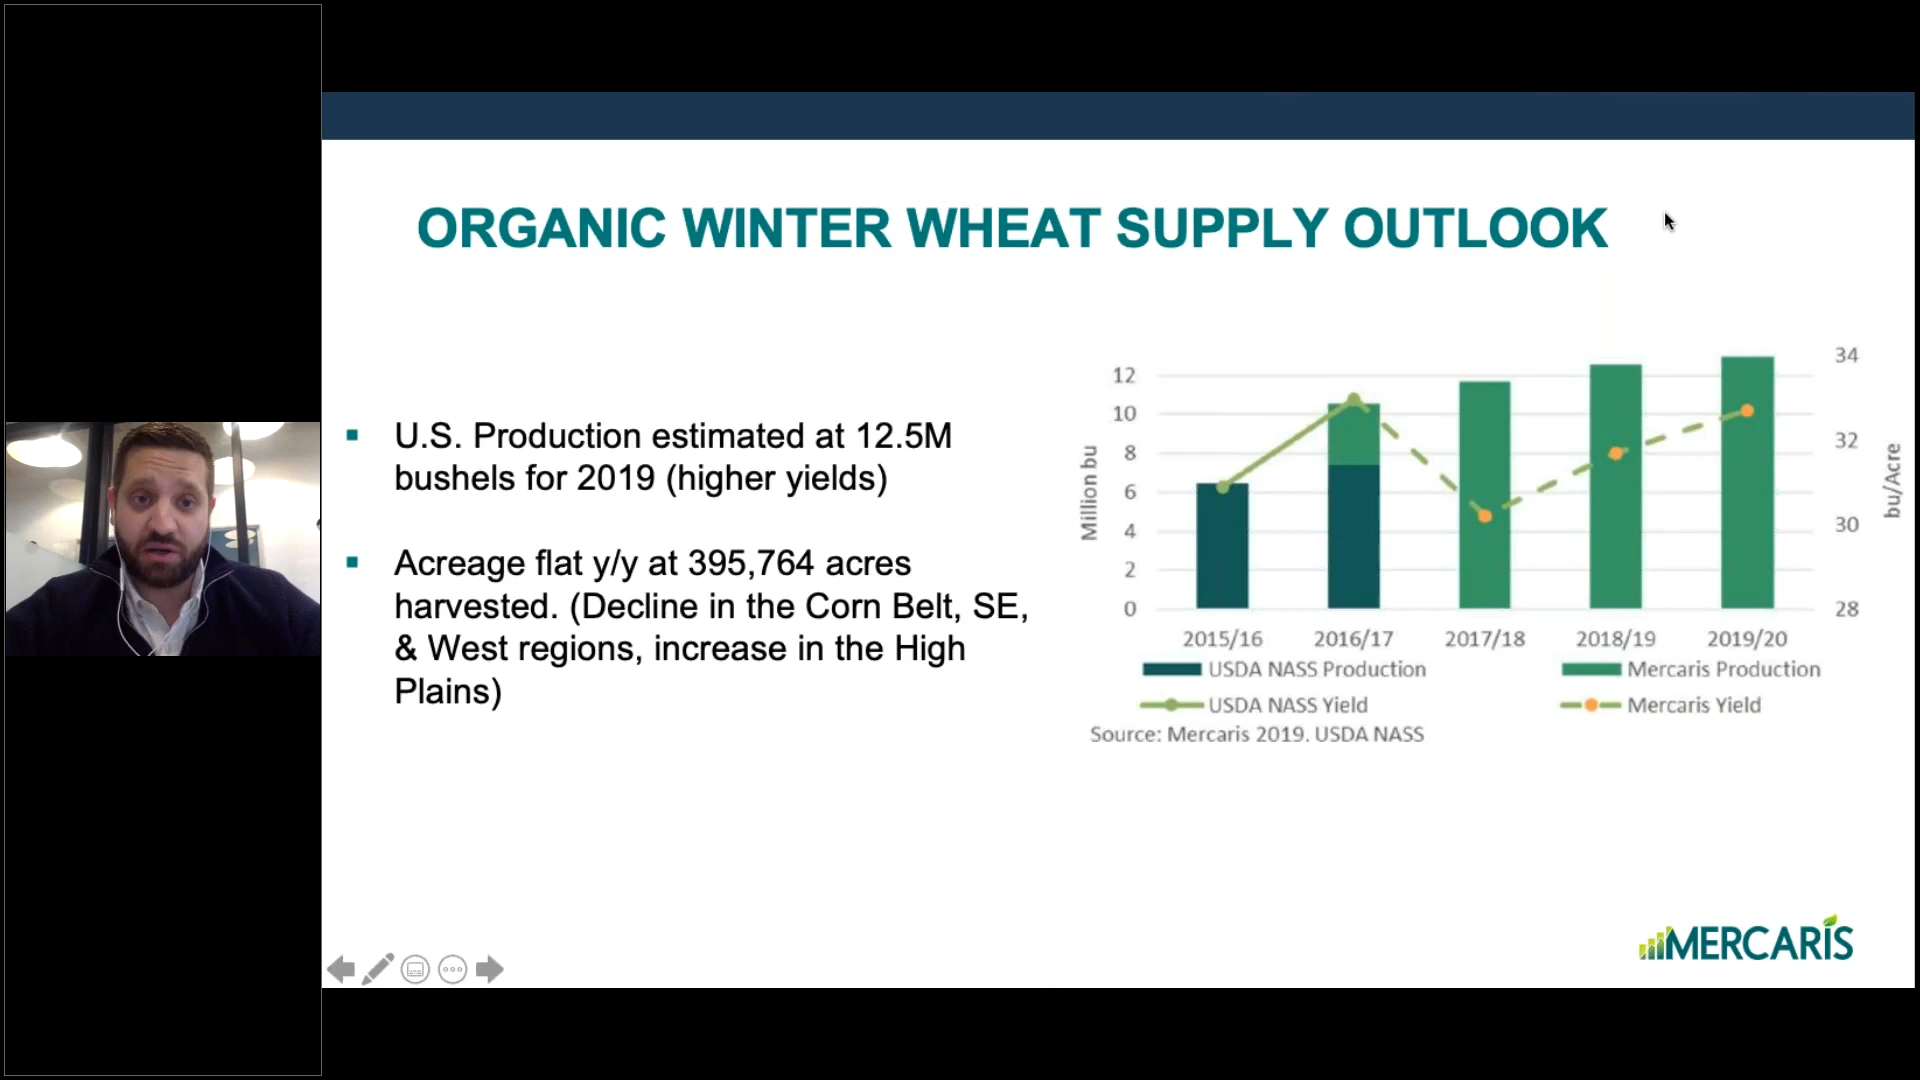 ORGANIC WINTER WHEAT SUPPLY OUTLOOK
U.S. Production estimated at 12.5M
bushels for 2019 (higher yields)
Acreage flat y/y at 395,764 acres
harvested. (Decline in the Corn Belt, SE,
& West regions, increase in the High
Plains)
Million bu
12
10
8
6
4
2
0
34
32
30
28
bu/Acre
2015/16 2016/17 2017/18 2018/19 2019/20
USDA NASS Production Mercaris Production
USDA NASS Yield Mercaris Yield
Source: Mercaris 2019. USDA NASS
MERCARIS